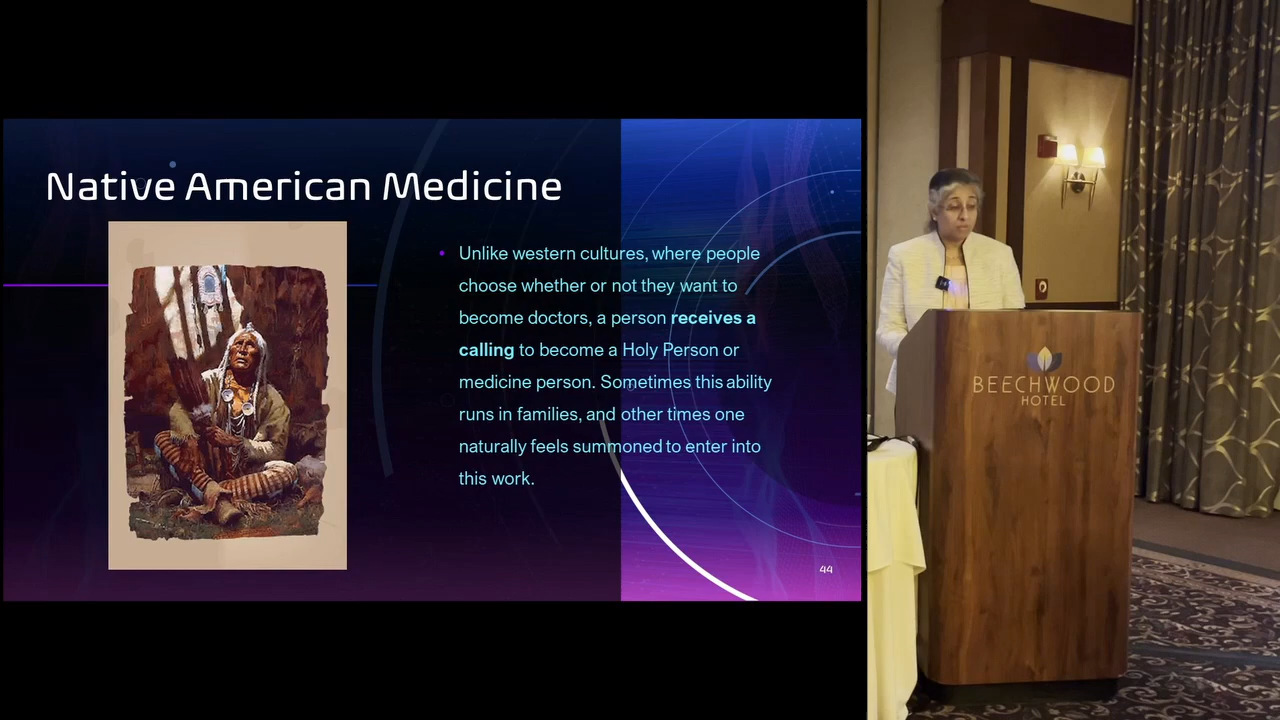 Native American Medicine
• Unlike western cultures, where people
choose whether or not they want to
become doctors, a person receives a
calling to become a Holy Person or
medicine person. Sometimes this ability
runs in families, and other times one
naturally feels summoned to enter into
this work.
44
BEECHWOOD
HOTEL